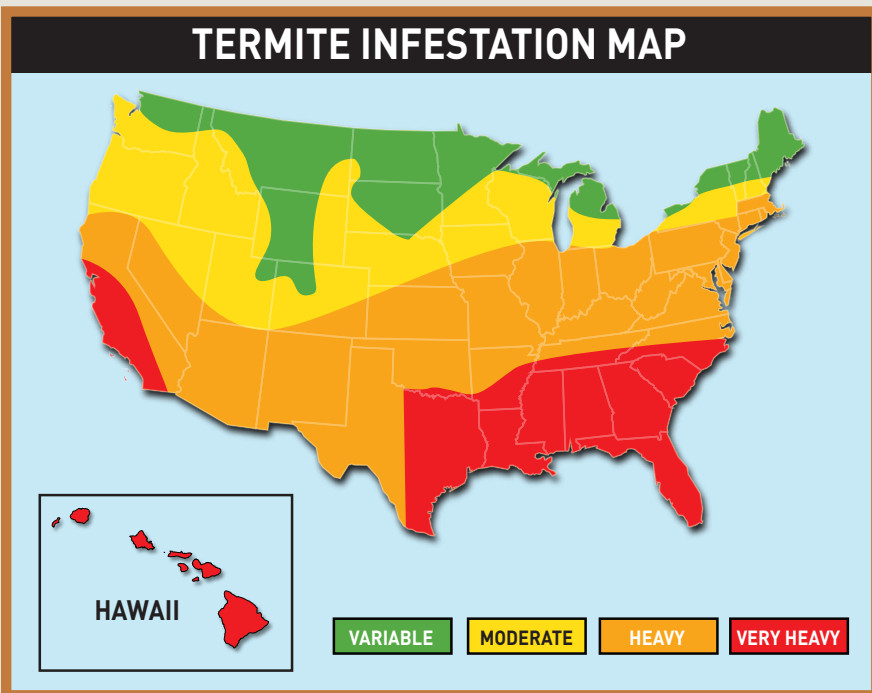 TERMITE INFESTATION MAP
HAWAII
VARIABLE
MODERATE
HEAVY
VERY HEAVY